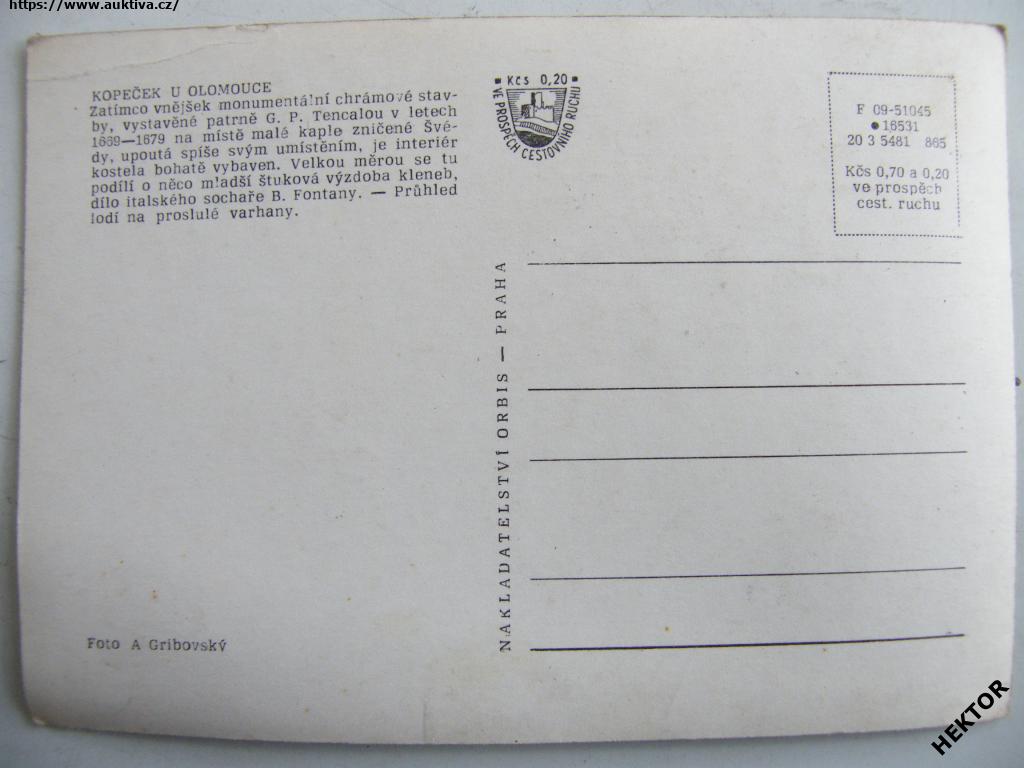 https://www.auktiva.cz/
KOPEČEK U OLOMOUCE
Zatímco vnějšek monumentální chrámové stav-
by, vystavěné patrně G. P. Tencalou v letech
1669—1679 na místě malé kaple zničené Své-
dy, upoutá spíše svým umístěním, je interiér
kostela bohatě vybaven. Velkou měrou se tu
podílí o něco mladší štuková výzdoba kleneb,
dílo italského sochaře B. Fontany. — Průhled
lodí na proslulé varhany.
Foto A Gribovský
Kčs 0,20
VE PROSPĚCH CESTOVNÍHO RUCHU
NAKLADATELSTVÍ ORBIS — PRAHA
F 09-51045
•16531
20 3 5481 865
Kčs 0,70 a 0,20
ve prospěch
cest. ruchu
HEKTOR